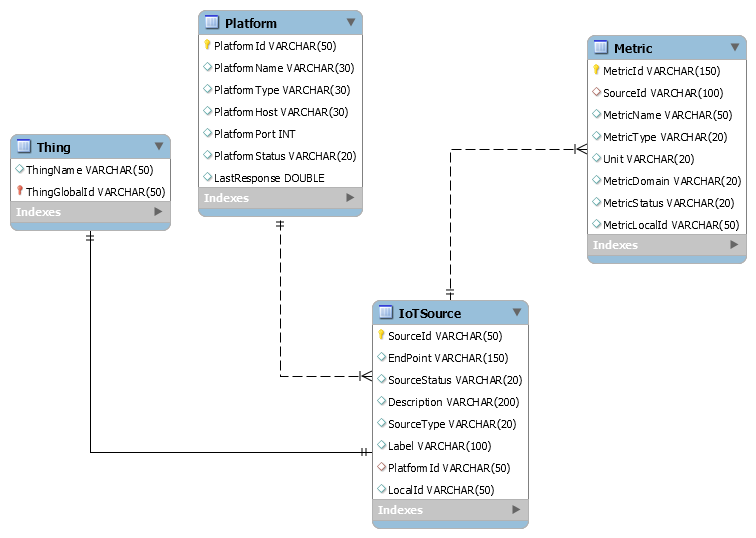 Platform
PlatformId VARCHAR(50)
PlatformName VARCHAR(30)
PlatformType VARCHAR(30)
PlatformHost VARCHAR(30)
PlatformPort INT
PlatformStatus VARCHAR(20)
LastResponse DOUBLE
Indexes
Metric
MetricId VARCHAR(150)
SourceId VARCHAR(100)
MetricName VARCHAR(50)
MetricType VARCHAR(20)
Unit VARCHAR(20)
MetricDomain VARCHAR(20)
MetricStatus VARCHAR(20)
MetricLocalId VARCHAR(50)
Indexes
Thing
ThingName VARCHAR(50)
ThingGlobalId VARCHAR(50)
Indexes
IoTSource
SourceId VARCHAR(50)
EndPoint VARCHAR(150)
SourceStatus VARCHAR(20)
Description VARCHAR(200)
SourceType VARCHAR(20)
Label VARCHAR(100)
PlatformId VARCHAR(50)
LocalId VARCHAR(50)
Indexes